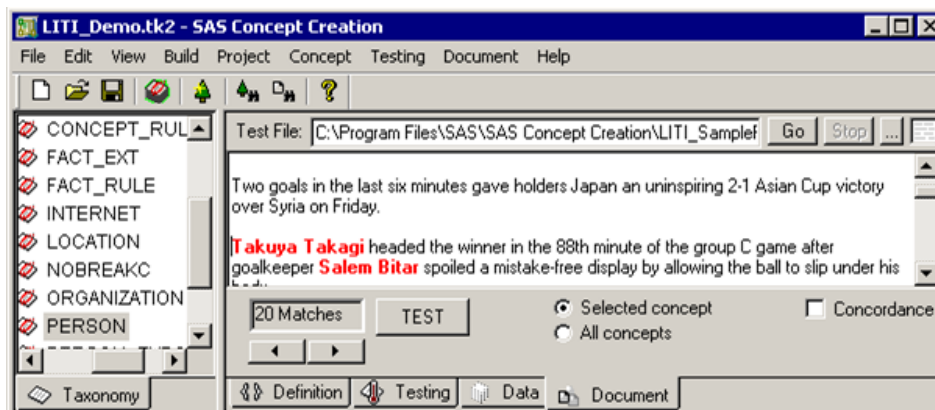 LITI_Demo.tk2 - SAS Concept Creation
File Edit View Build Project Concept Testing Document Help
CONCEPT_RUL
FACT_EXT
FACT_RULE
INTERNET
LOCATION
NOBREAKC
ORGANIZATION
PERSON
Taxonomy
Test File: C:\Program Files\SAS\SAS Concept Creation\LITI_Samplef Go Stop ...
Two goals in the last six minutes gave holders Japan an uninspiring 2-1 Asian Cup victory
over Syria on Friday.
Takuya Takagi headed the winner in the 88th minute of the group C game after
goalkeeper Salem Bitar spoiled a mistake-free display by allowing the ball to slip under his
20 Matches TEST Selected concept Concordance
All concepts
Definition Testing Data Document